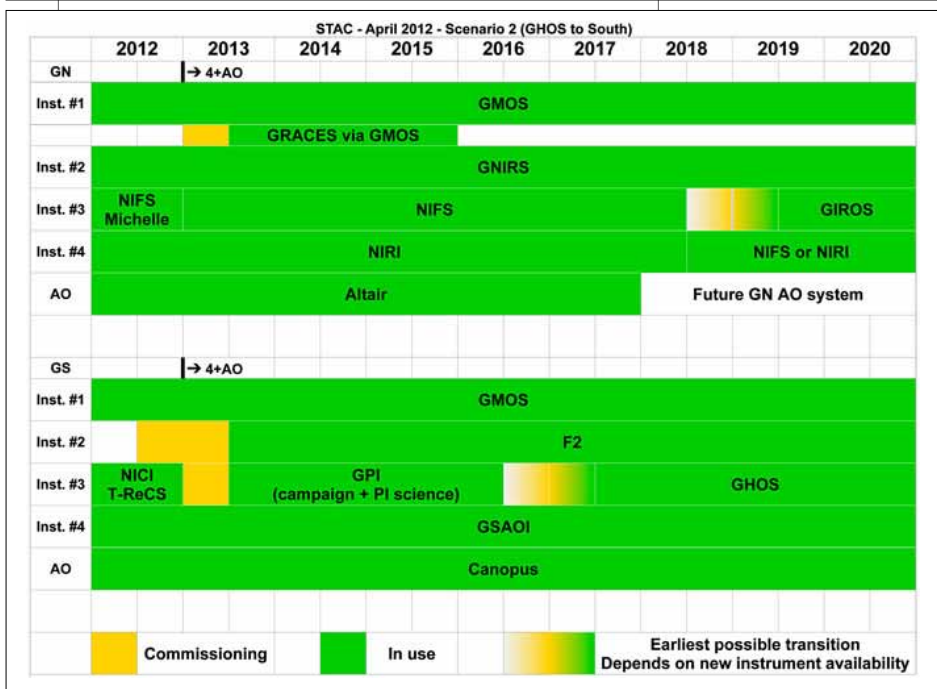 STAC - April 2012 - Scenario 2 (GHOS to South)
2012 2013 2014 2015 2016 2017 2018 2019 2020
GN → 4+AO
Inst. #1 GMOS
GRACES via GMOS
Inst. #2 GNIRS
Inst. #3 NIFS Michelle NIFS GIROS
Inst. #4 NIRI NIFS or NIRI
AO Altair Future GN AO system
GS → 4+AO
Inst. #1 GMOS
Inst. #2 F2
Inst. #3 NICI T-ReCS GPI (campaign + PI science) GHOS
Inst. #4 GSAOI
AO Canopus
Commissioning In use Earliest possible transition
Depends on new instrument availability